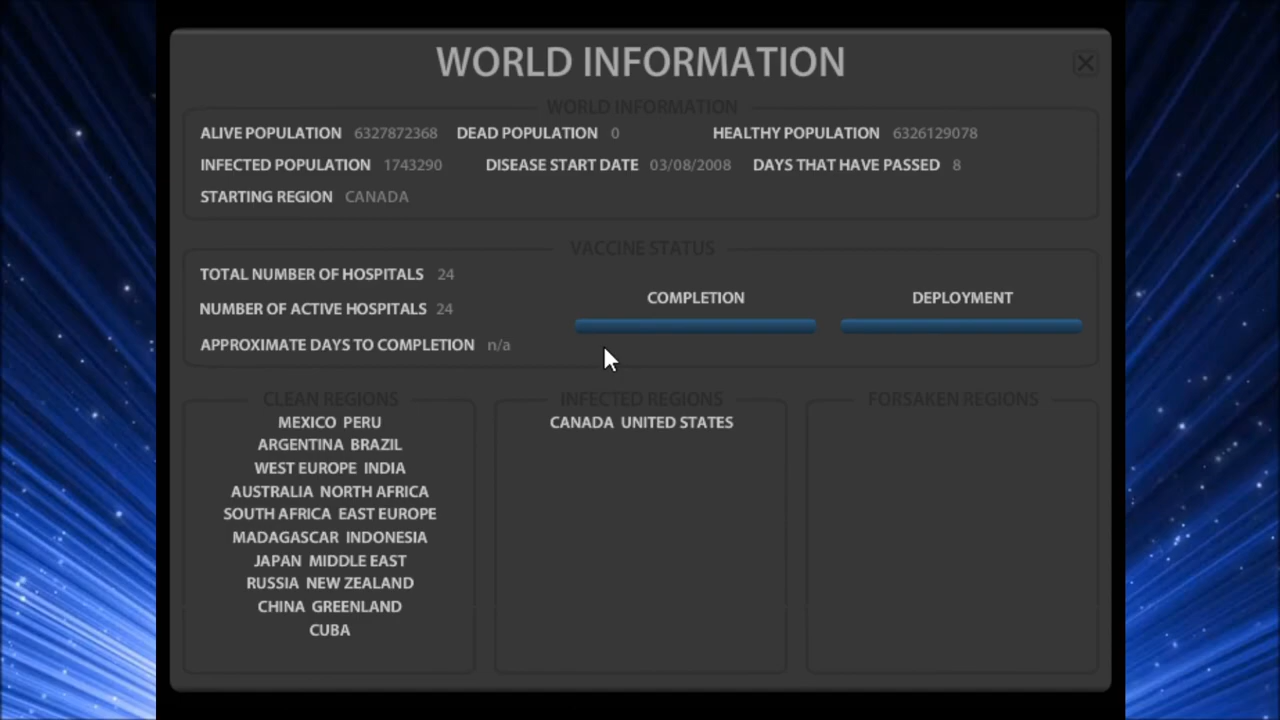 WORLD INFORMATION
WORLD INFORMATION
ALIVE POPULATION 6327872368 DEAD POPULATION 0 HEALTHY POPULATION 6326129078
INFECTED POPULATION 1743290 DISEASE START DATE 03/08/2008 DAYS THAT HAVE PASSED 8
STARTING REGION CANADA
VACCINE STATUS
TOTAL NUMBER OF HOSPITALS 24
COMPLETION DEPLOYMENT
NUMBER OF ACTIVE HOSPITALS 24
APPROXIMATE DAYS TO COMPLETION n/a
CLEAN REGIONS INFECTED REGIONS FORSAKEN REGIONS
MEXICO PERU CANADA UNITED STATES
ARGENTINA BRAZIL
WEST EUROPE INDIA
AUSTRALIA NORTH AFRICA
SOUTH AFRICA EAST EUROPE
MADAGASCAR INDONESIA
JAPAN MIDDLE EAST
RUSSIA NEW ZEALAND
CHINA GREENLAND
CUBA